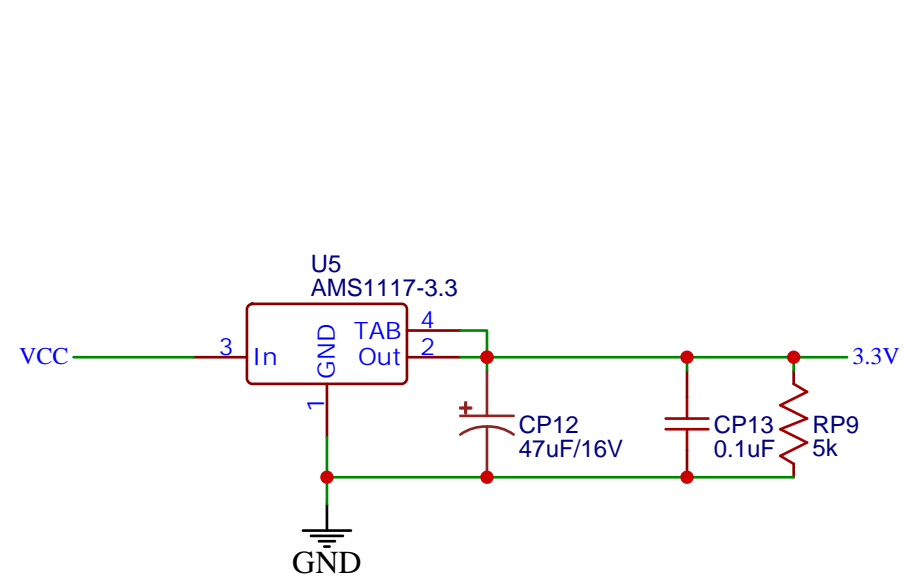 U5
AMS1117-3.3
VCC
3
In
GND
1
TAB
4
Out
2
3.3V
+
CP12
47uF/16V
CP13
0.1uF
RP9
5k
GND